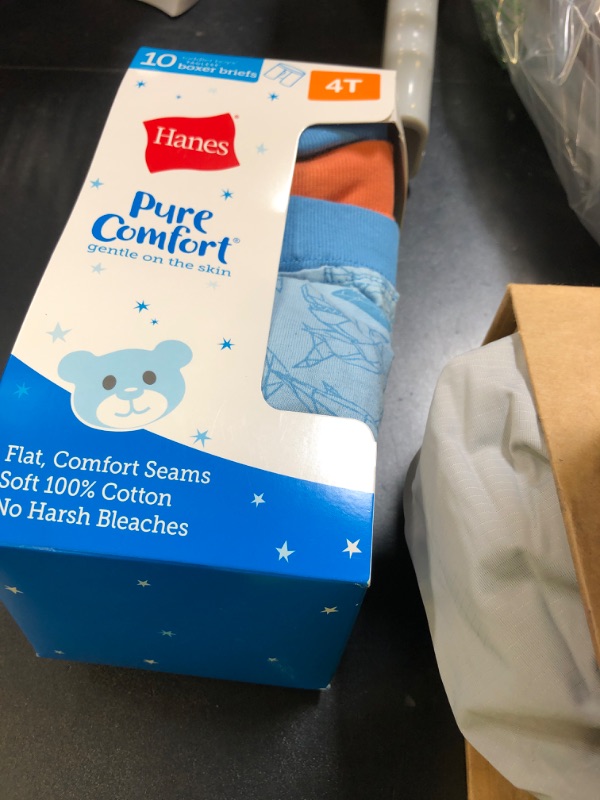 10
boxer briefs
4T
Hanes
Pure
Comfort®
gentle on the skin
Flat, Comfort Seams
Soft 100% Cotton
No Harsh Bleaches